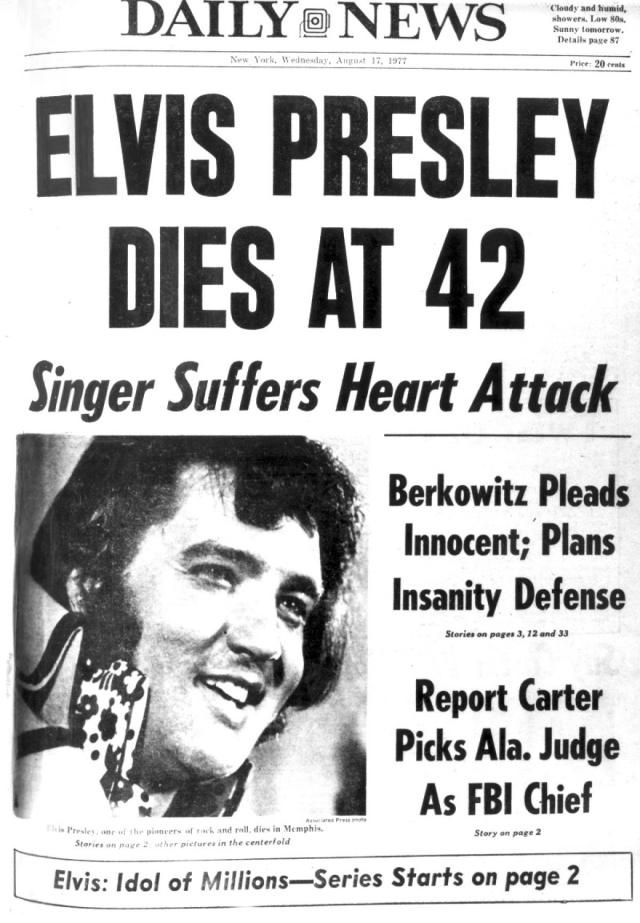 DAILY NEWS
Cloudy and humid,
showers. Low 80s.
Sunny tomorrow.
Details page 87
New York, Wednesday, August 17, 1977
Price: 20 cents
ELVIS PRESLEY
DIES AT 42
Singer Suffers Heart Attack
Berkowitz Pleads
Innocent; Plans
Insanity Defense
Stories on pages 3, 12 and 33
Report Carter
Picks Ala. Judge
As FBI Chief
Story on page 2
Associated Press photo
Elvis Presley, one of the pioneers of rock and roll, dies in Memphis.
Stories on page 2, other pictures in the centerfold
Elvis: Idol of Millions—Series Starts on page 2